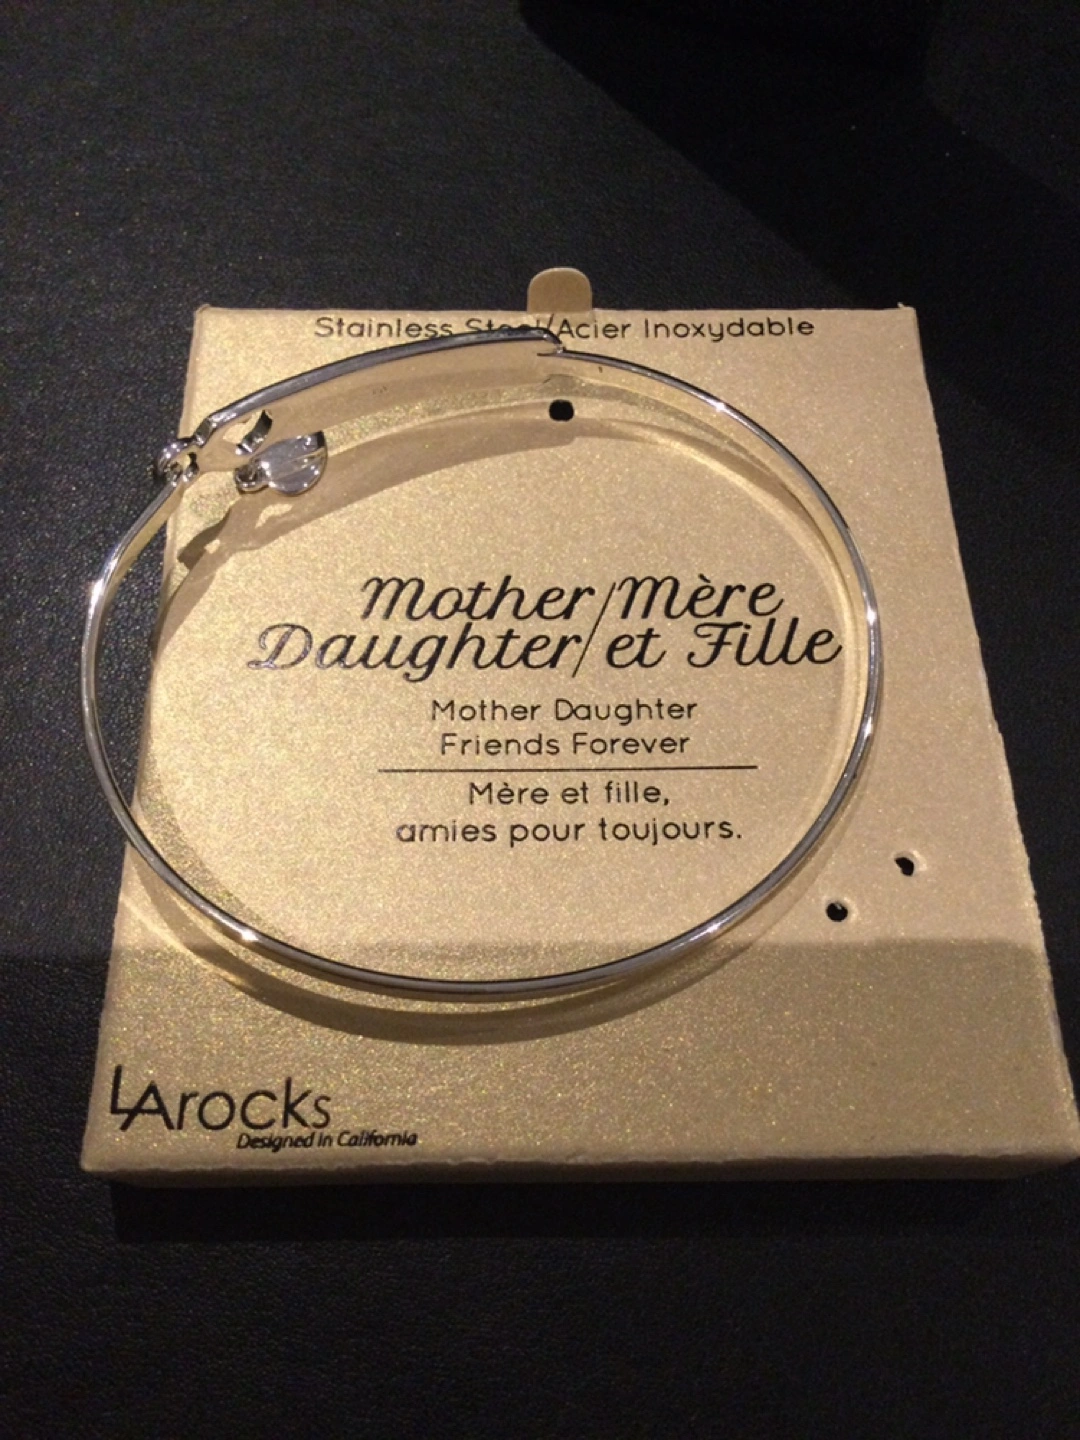 Stainless Steel/Acier Inoxydable
Mother/Mère
Daughter/et Fille
Mother Daughter
Friends Forever
Mère et fille,
amies pour toujours.
LArocks
Designed in California